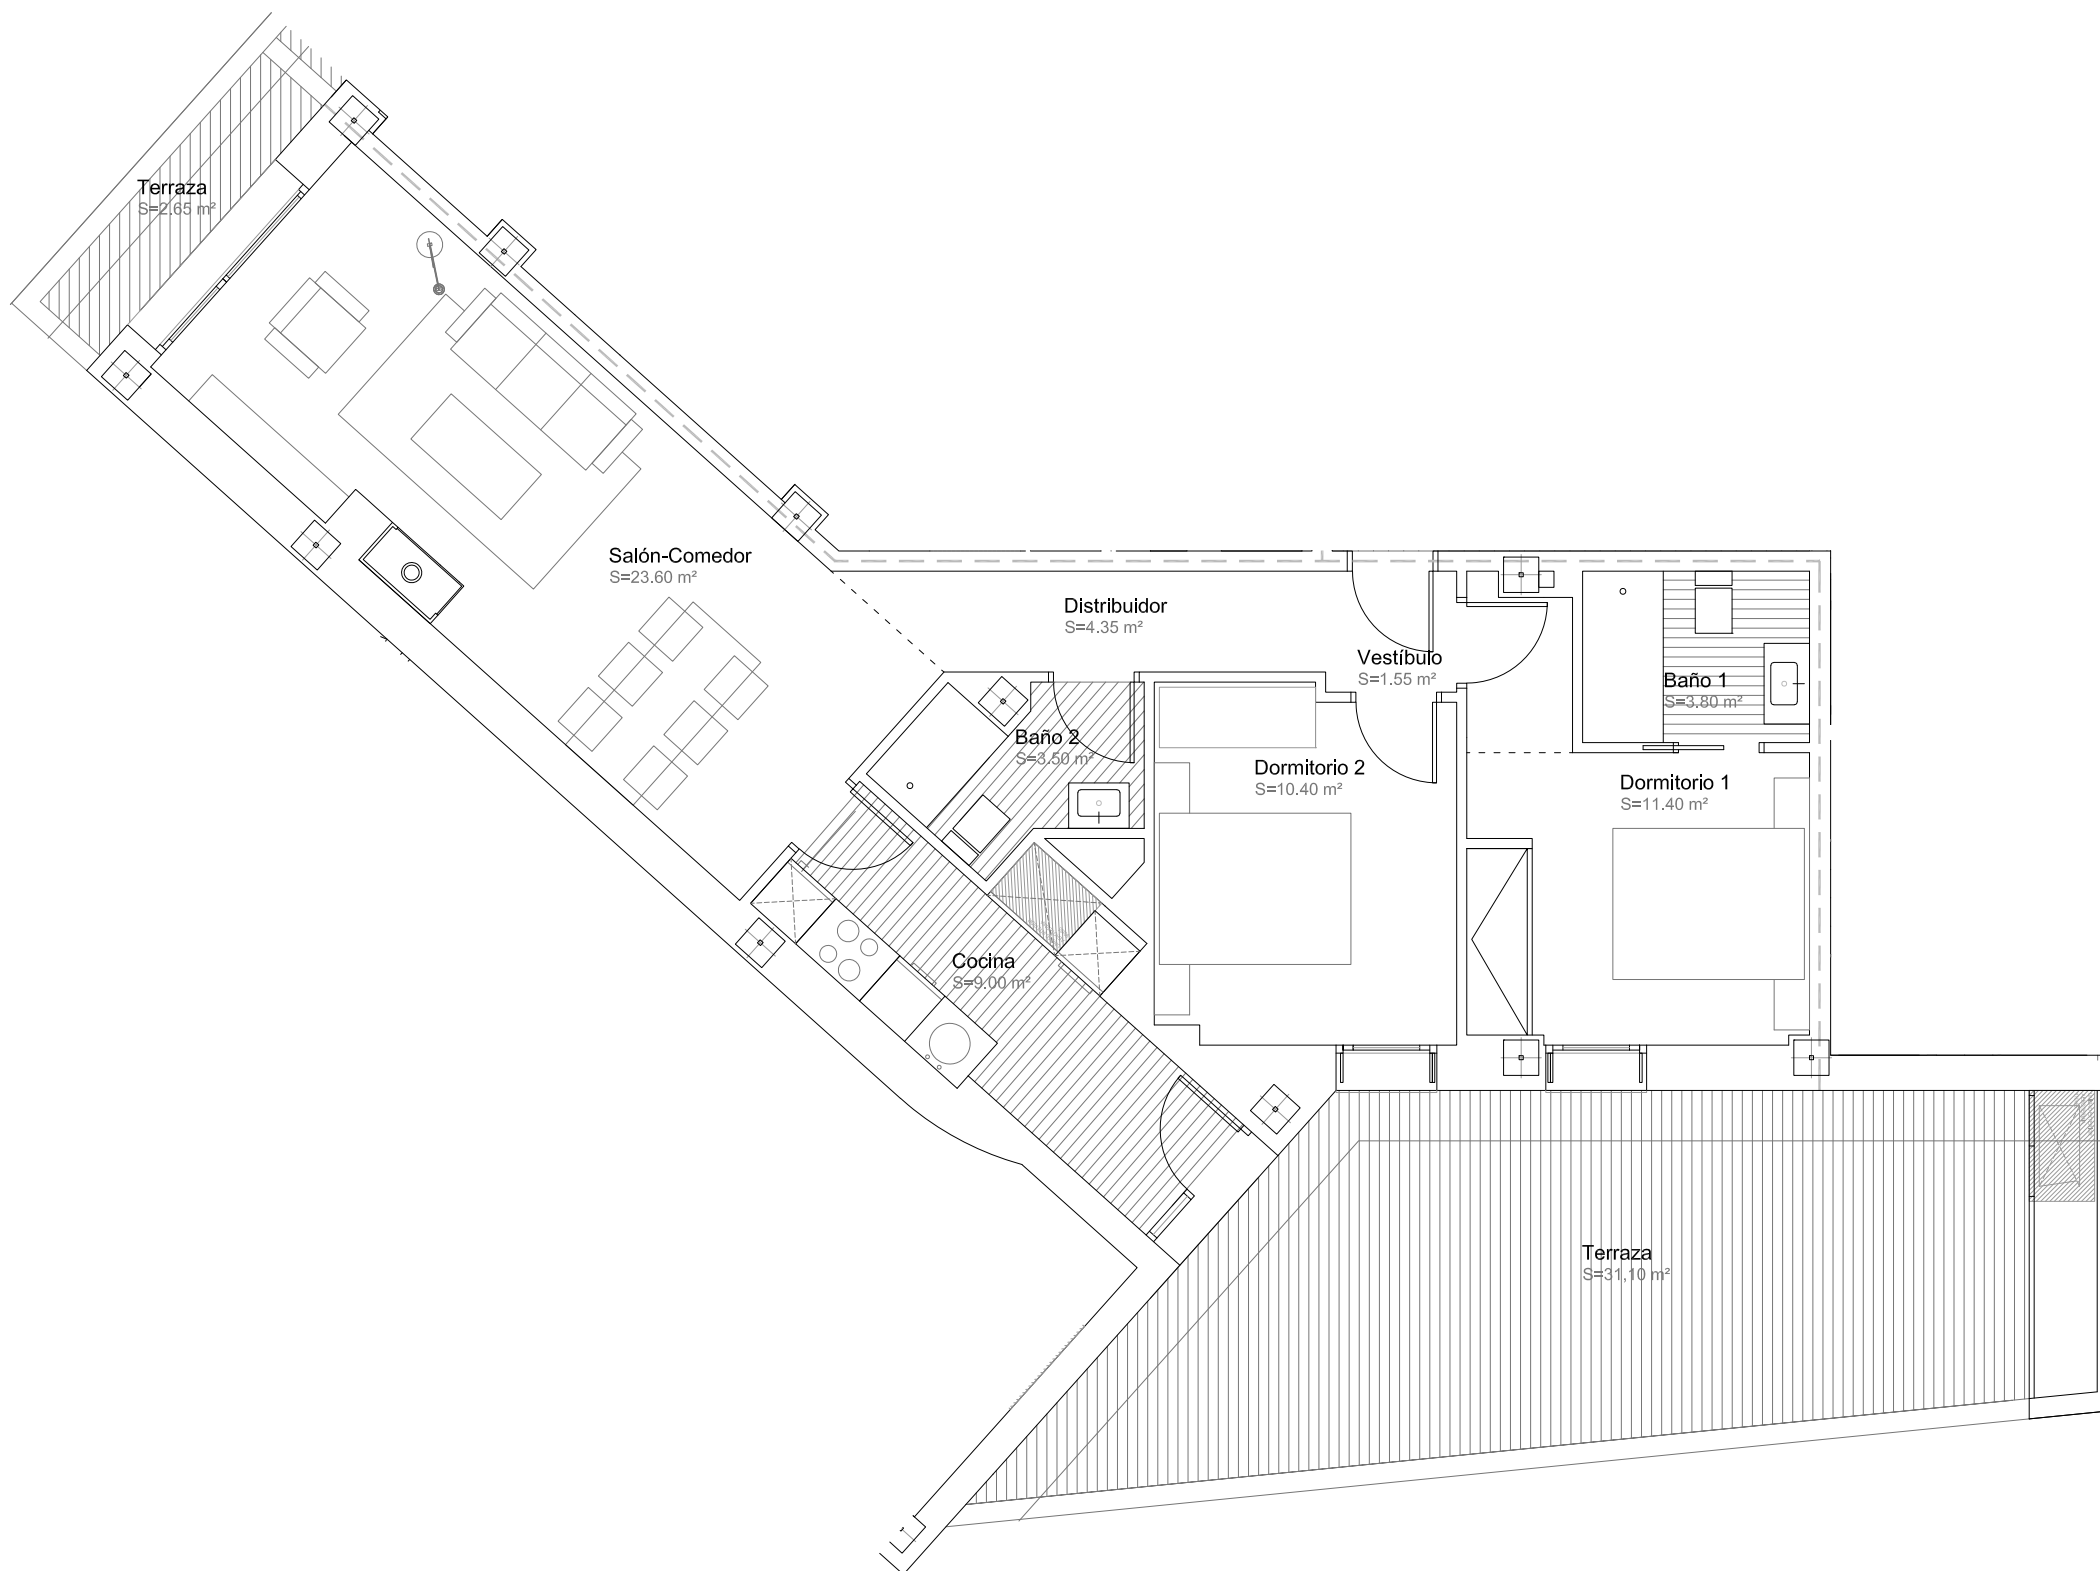 Terraza
S=2.65 m²
Salón-Comedor
S=23.60 m²
Distribuidor
S=4.35 m²
Vestíbulo
S=1.55 m²
Baño 1
S=3.80 m²
Baño 2
S=3.50 m²
Dormitorio 2
S=10.40 m²
Dormitorio 1
S=11.40 m²
Cocina
S=9.00 m²
Terraza
S=31,10 m²